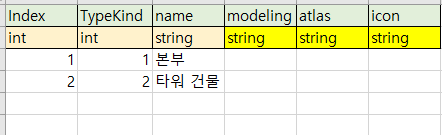 Index TypeKind name modeling atlas icon
int int string string string string
1 1 본부
2 2 타워 건물